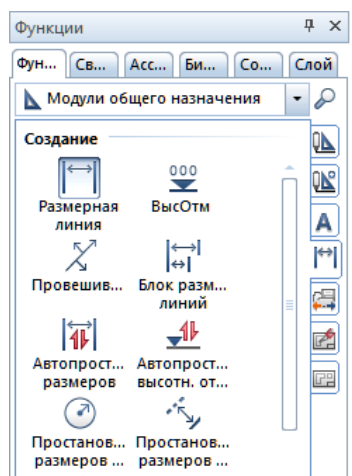 Функции
Фун... Св... Асс... Би... Со... Слой
Модули общего назначения
Создание
Размерная линия
ВысОтм
Провешив...
Блок разм... линий
Автопрост... размеров
Автопрост... высотн. от...
Простанов... размеров ...
Простанов... размеров ...